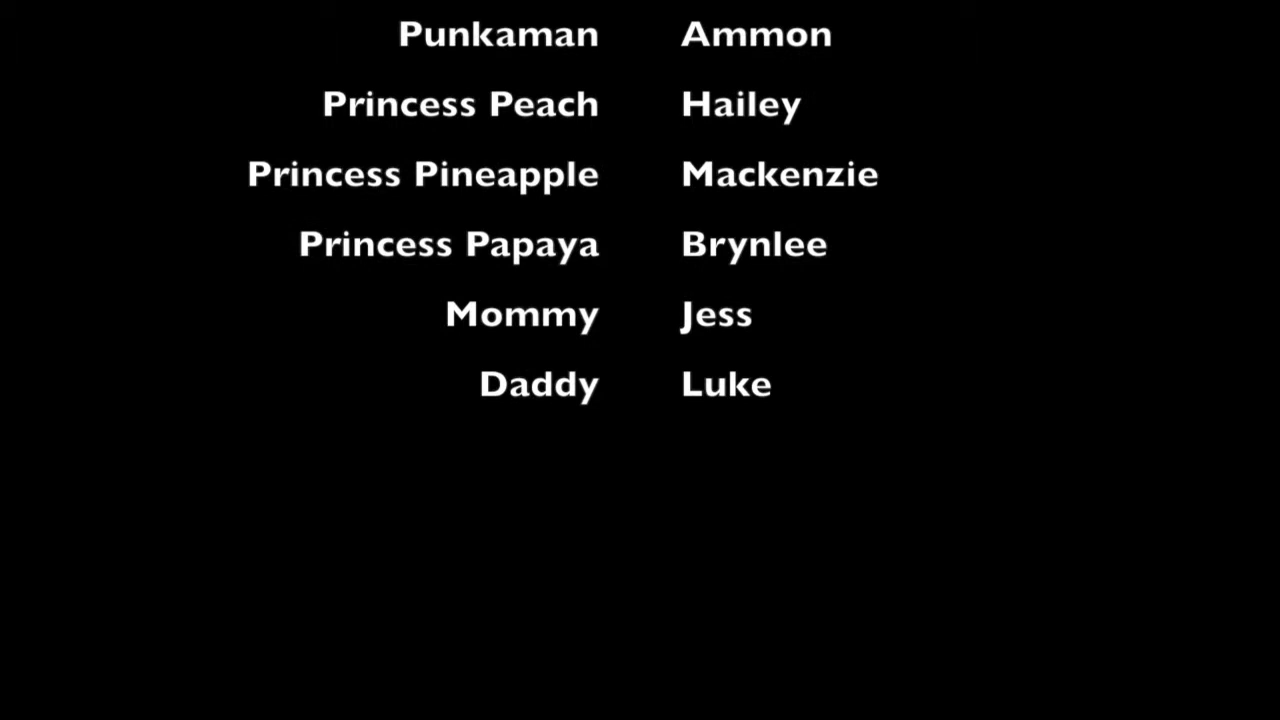 Punkaman Ammon
Princess Peach Hailey
Princess Pineapple Mackenzie
Princess Papaya Brynlee
Mommy Jess
Daddy Luke